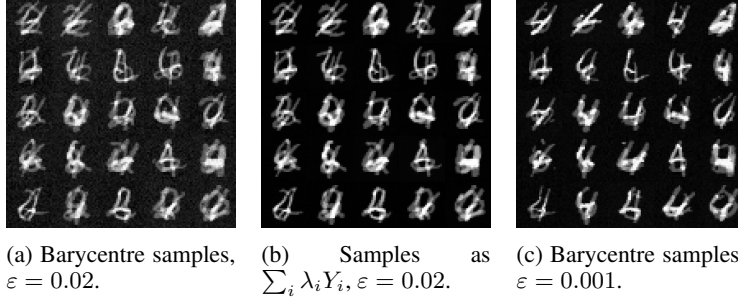 (a) Barycentre samples,
ε = 0.02.
(b) Samples as
∑ᵢ λᵢYᵢ, ε = 0.02.
(c) Barycentre samples
ε = 0.001.